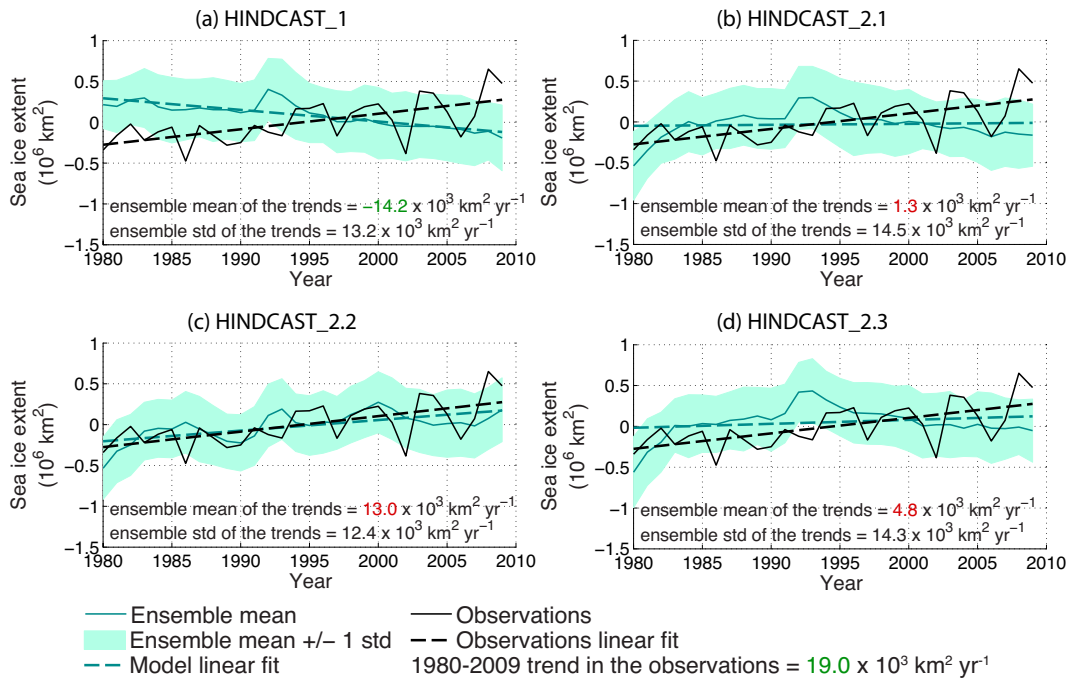 (a) HINDCAST_1
Sea ice extent
(10⁶ km²)
1
0.5
0
−0.5
−1
−1.5
ensemble mean of the trends = −14.2 x 10³ km² yr⁻¹
ensemble std of the trends = 13.2 x 10³ km² yr⁻¹
1980 1985 1990 1995 2000 2005 2010
Year
(b) HINDCAST_2.1
Sea ice extent
(10⁶ km²)
1
0.5
0
−0.5
−1
−1.5
ensemble mean of the trends = 1.3 x 10³ km² yr⁻¹
ensemble std of the trends = 14.5 x 10³ km² yr⁻¹
1980 1985 1990 1995 2000 2005 2010
Year
(c) HINDCAST_2.2
Sea ice extent
(10⁶ km²)
1
0.5
0
−0.5
−1
−1.5
ensemble mean of the trends = 13.0 x 10³ km² yr⁻¹
ensemble std of the trends = 12.4 x 10³ km² yr⁻¹
1980 1985 1990 1995 2000 2005 2010
Year
(d) HINDCAST_2.3
Sea ice extent
(10⁶ km²)
1
0.5
0
−0.5
−1
−1.5
ensemble mean of the trends = 4.8 x 10³ km² yr⁻¹
ensemble std of the trends = 14.3 x 10³ km² yr⁻¹
1980 1985 1990 1995 2000 2005 2010
Year
Ensemble mean
Ensemble mean +/− 1 std
Model linear fit
Observations
Observations linear fit
1980-2009 trend in the observations = 19.0 x 10³ km² yr⁻¹